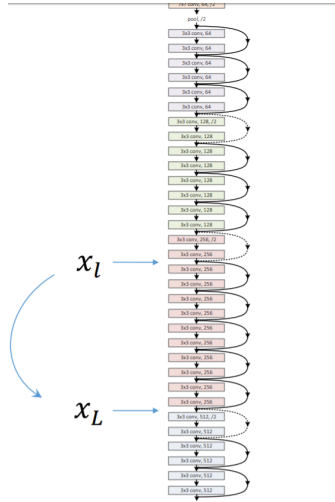 7x7 conv, 64, /2
pool, /2
3x3 conv, 64
3x3 conv, 64
3x3 conv, 64
3x3 conv, 64
3x3 conv, 64
3x3 conv, 64
3x3 conv, 128, /2
3x3 conv, 128
3x3 conv, 128
3x3 conv, 128
3x3 conv, 128
3x3 conv, 128
3x3 conv, 128
3x3 conv, 128
3x3 conv, 256, /2
3x3 conv, 256
x_l
3x3 conv, 256
3x3 conv, 256
3x3 conv, 256
3x3 conv, 256
3x3 conv, 256
3x3 conv, 256
3x3 conv, 256
3x3 conv, 256
3x3 conv, 256
3x3 conv, 256
x_L
3x3 conv, 512, /2
3x3 conv, 512
3x3 conv, 512
3x3 conv, 512
3x3 conv, 512
3x3 conv, 512